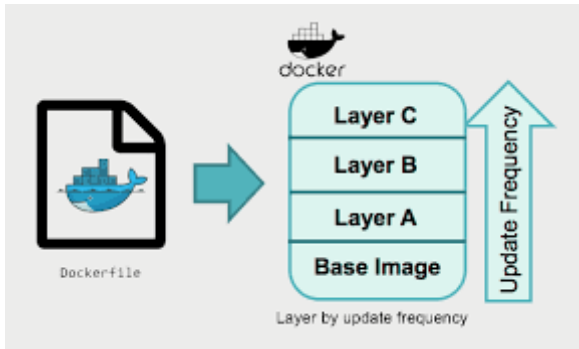 docker
Layer C
Layer B
Layer A
Base Image
Update Frequency
Dockerfile
Layer by update frequency